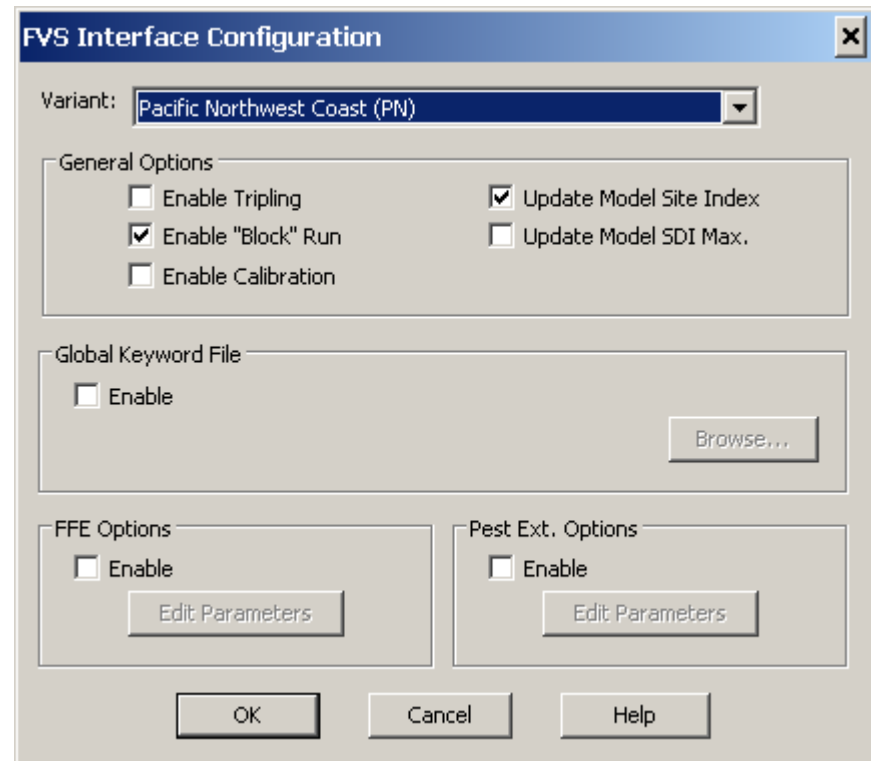 FVS Interface Configuration
Variant: Pacific Northwest Coast (PN)
General Options
Enable Tripling
Update Model Site Index
Enable "Block" Run
Update Model SDI Max.
Enable Calibration
Global Keyword File
Enable
Browse...
FFE Options
Pest Ext. Options
Enable
Enable
Edit Parameters
Edit Parameters
OK
Cancel
Help